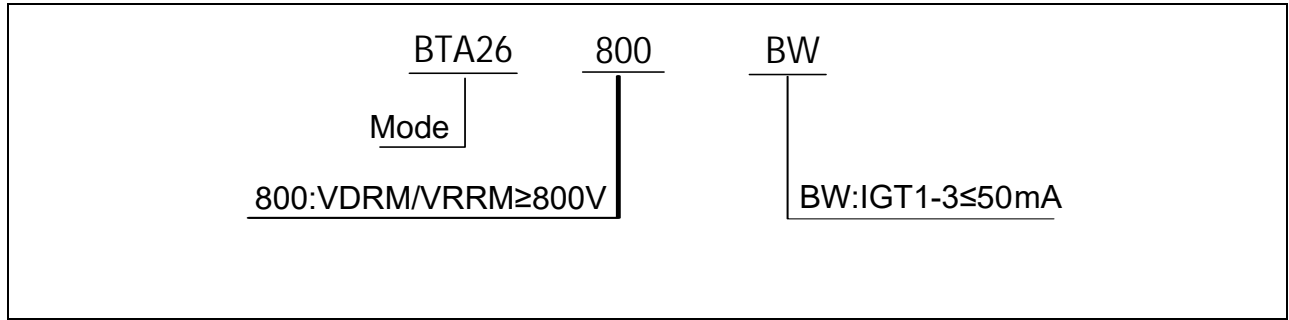 BTA26 800 BW
Mode
800:VDRM/VRRM≥800V BW:IGT1-3≤50mA